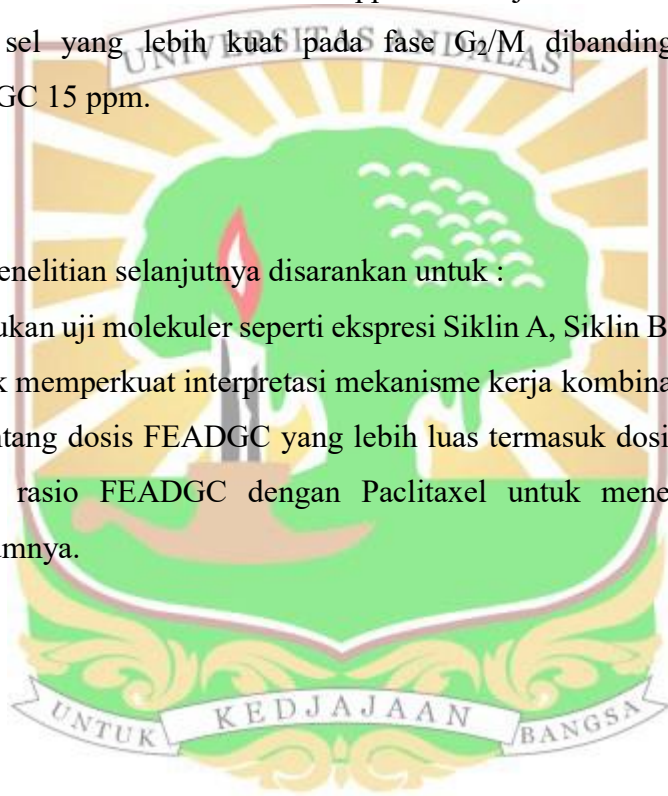 sel yang lebih kuat pada fase G₂/M dibanding
UNIVERSITAS ANDALAS
GC 15 ppm.
enelitian selanjutnya disarankan untuk :
ukan uji molekuler seperti ekspresi Siklin A, Siklin B
k memperkuat interpretasi mekanisme kerja kombina
ntang dosis FEADGC yang lebih luas termasuk dosi
rasio FEADGC dengan Paclitaxel untuk mene
umnya.
UNTUK KEDJAJAAN BANGSA